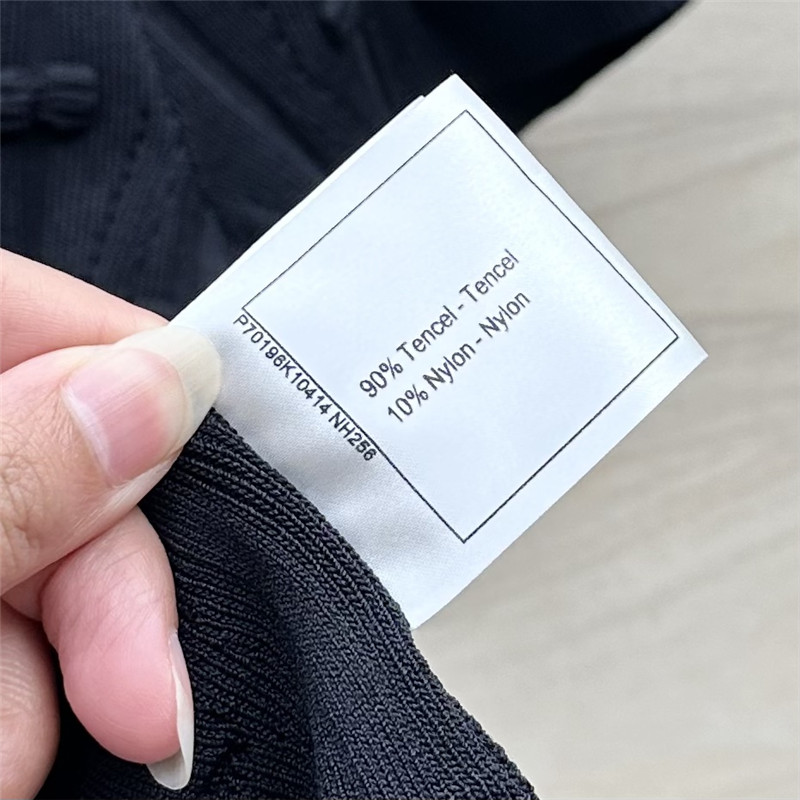 90% Tencel - Tencel
10% Nylon - Nylon
P70196K10414 NH256